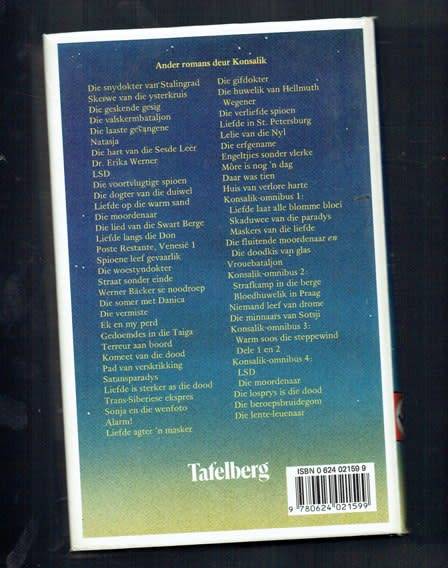 Ander romans deur Konsalik
Die snydokter van Stalingrad
Skerwe van die ysterkruis
Die geskende gesig
Die valskermbataljon
Die laaste gevangene
Natasja
Die hart van die Sesde Leër
Dr. Erika Werner
LSD
Die voortvlugtige spioen
Die dogter van die duiwel
Liefde op die warm sand
Die moordenaar
Die lied van die Swart Berge
Liefde langs die Don
Poste Restante, Venesië 1
Spioene leef gevaarlik
Die woestyndokter
Straat sonder einde
Werner Bäcker se noodroep
Die somer met Danica
Die vermiste
Ek en my perd
Gedoemdes in die Taiga
Terreur aan boord
Komeet van die dood
Pad van verskrikking
Satansparadys
Liefde is sterker as die dood
Trans-Siberiese ekspres
Sonja en die wenfoto
Alarm!
Liefde agter 'n masker
Die gifdokter
Die huwelik van Hellmuth
Wegener
Die verliefde spioen
Liefde in St. Petersburg
Lelie van die Nyl
Die erfgename
Engeltjies sonder vlerke
Môre is nog 'n dag
Daar was tien
Huis van verlore harte
Konsalik-omnibus 1:
Liefde laat alle blomme bloei
Skaduwee van die paradys
Maskers van die liefde
Die fluitende moordenaar en
Die doodkis van glas
Vrouebataljon
Konsalik-omnibus 2:
Strafkamp in die berge
Bloedhuwelik in Praag
Niemand leef van drome
Die minnaars van Sotsji
Konsalik-omnibus 3:
Warm soos die steppewind
Dele 1 en 2
Konsalik-omnibus 4:
LSD
Die moordenaar
Die losprys is die dood
Die beroepsbruidegom
Die lente-leuenaar
Tafelberg
ISBN 0 624 02159 9
9 780624 021599